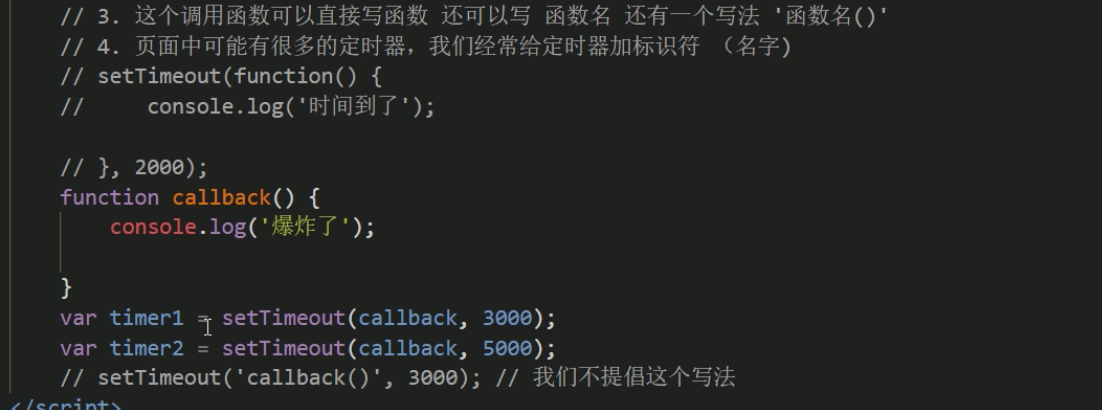 // 3. 这个调用函数可以直接写函数 还可以写 函数名 还有一个写法 '函数名()'
// 4. 页面中可能有很多的定时器，我们经常给定时器加标识符 （名字)
// setTimeout(function() {
//     console.log('时间到了');
// }, 2000);
function callback() {
    console.log('爆炸了');
}
var timer1 = setTimeout(callback, 3000);
var timer2 = setTimeout(callback, 5000);
// setTimeout('callback()', 3000); // 我们不提倡这个写法
</script>